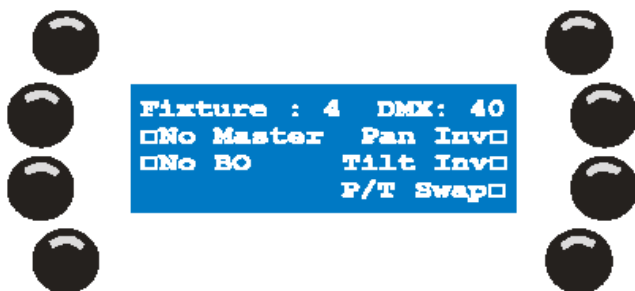 Fixture : 4 DMX: 40
□No Master Pan Inv□
□No BO Tilt Inv□
P/T Swap□